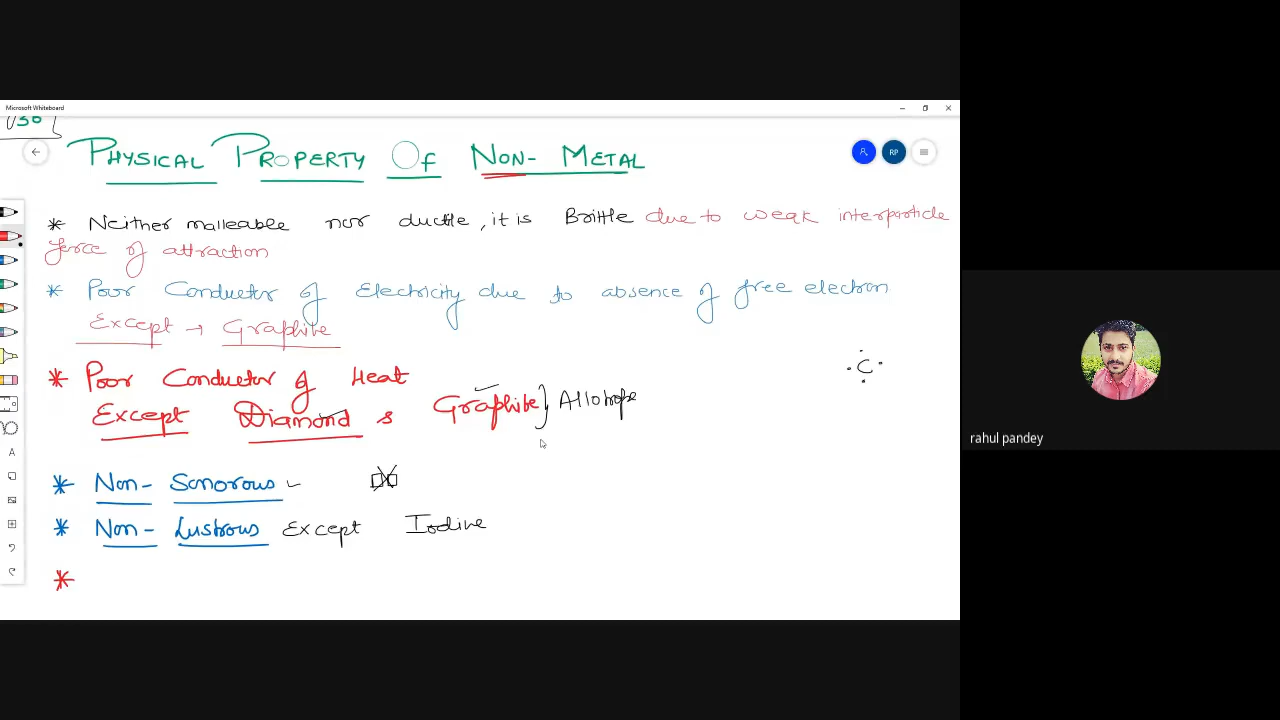 Microsoft Whiteboard
PHYSICAL PROPERTY Of NON-METAL
RP
* Neither malleable nor ductle, it is Brittle due to weak interparticle
force of attraction
* Poor Conductor of Electricity due to absence of free electron
Except → Graphite
* Poor Conductor of Heat
C
Except Diamond & Graphite } Allotrope
rahul pandey
* Non-Sonorous
* Non-Lustrous Except Iodine
*